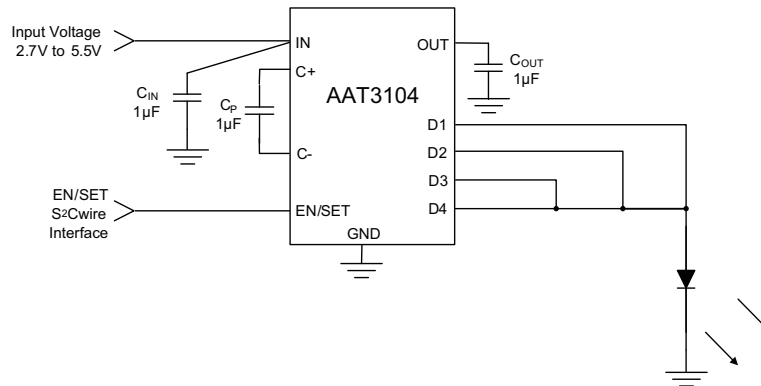 Input Voltage
2.7V to 5.5V
IN
OUT
C+
C_OUT
1µF
C_IN
1µF
C_P
1µF
AAT3104
D1
D2
C-
D3
D4
EN/SET
S²Cwire
Interface
EN/SET
GND